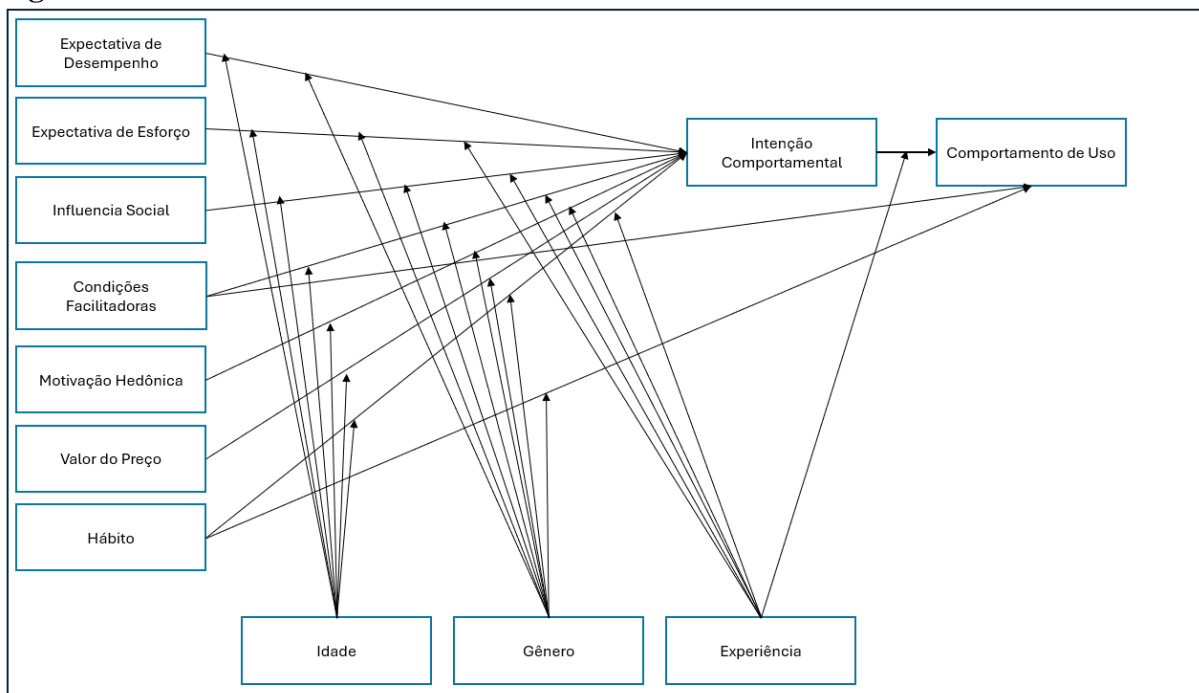 Expectativa de
Desempenho
Expectativa de Esforço
Influencia Social
Condições
Facilitadoras
Motivação Hedônica
Valor do Preço
Hábito
Intenção
Comportamental
Comportamento de Uso
Idade
Gênero
Experiência